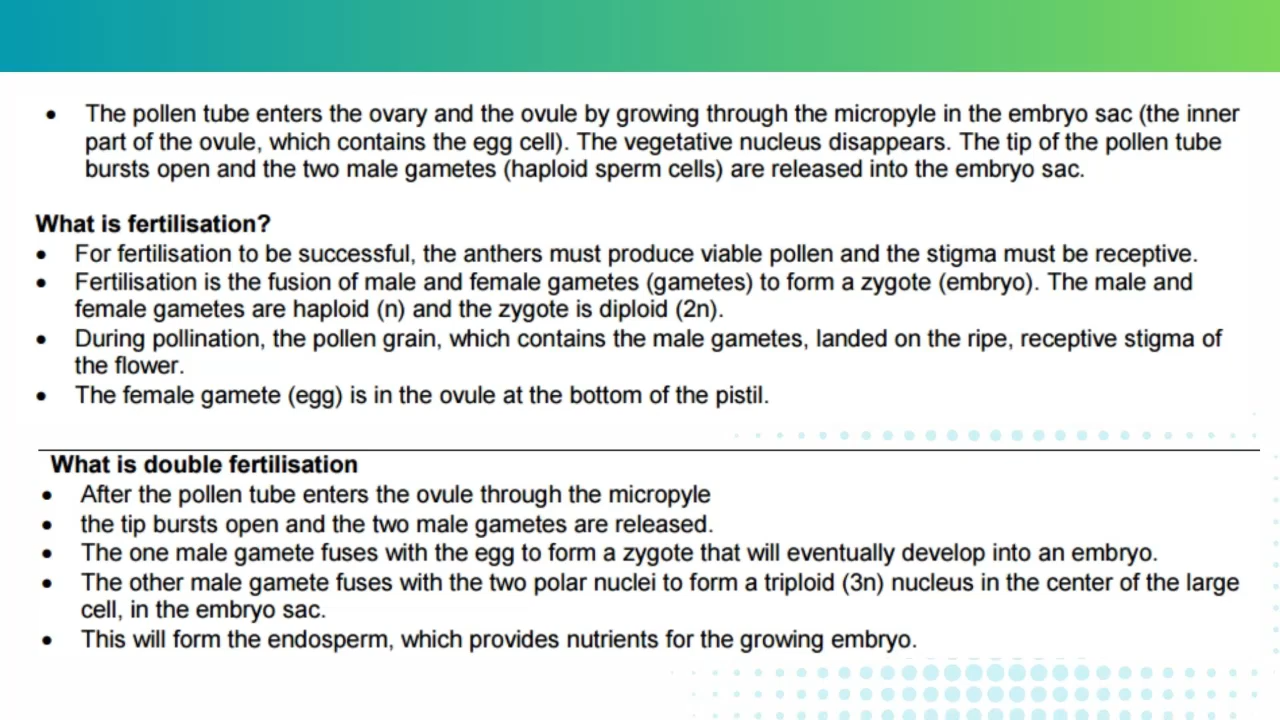 • The pollen tube enters the ovary and the ovule by growing through the micropyle in the embryo sac (the inner
part of the ovule, which contains the egg cell). The vegetative nucleus disappears. The tip of the pollen tube
bursts open and the two male gametes (haploid sperm cells) are released into the embryo sac.
What is fertilisation?
• For fertilisation to be successful, the anthers must produce viable pollen and the stigma must be receptive.
• Fertilisation is the fusion of male and female gametes (gametes) to form a zygote (embryo). The male and
female gametes are haploid (n) and the zygote is diploid (2n).
• During pollination, the pollen grain, which contains the male gametes, landed on the ripe, receptive stigma of
the flower.
• The female gamete (egg) is in the ovule at the bottom of the pistil.
What is double fertilisation
• After the pollen tube enters the ovule through the micropyle
• the tip bursts open and the two male gametes are released.
• The one male gamete fuses with the egg to form a zygote that will eventually develop into an embryo.
• The other male gamete fuses with the two polar nuclei to form a triploid (3n) nucleus in the center of the large
cell, in the embryo sac.
• This will form the endosperm, which provides nutrients for the growing embryo.